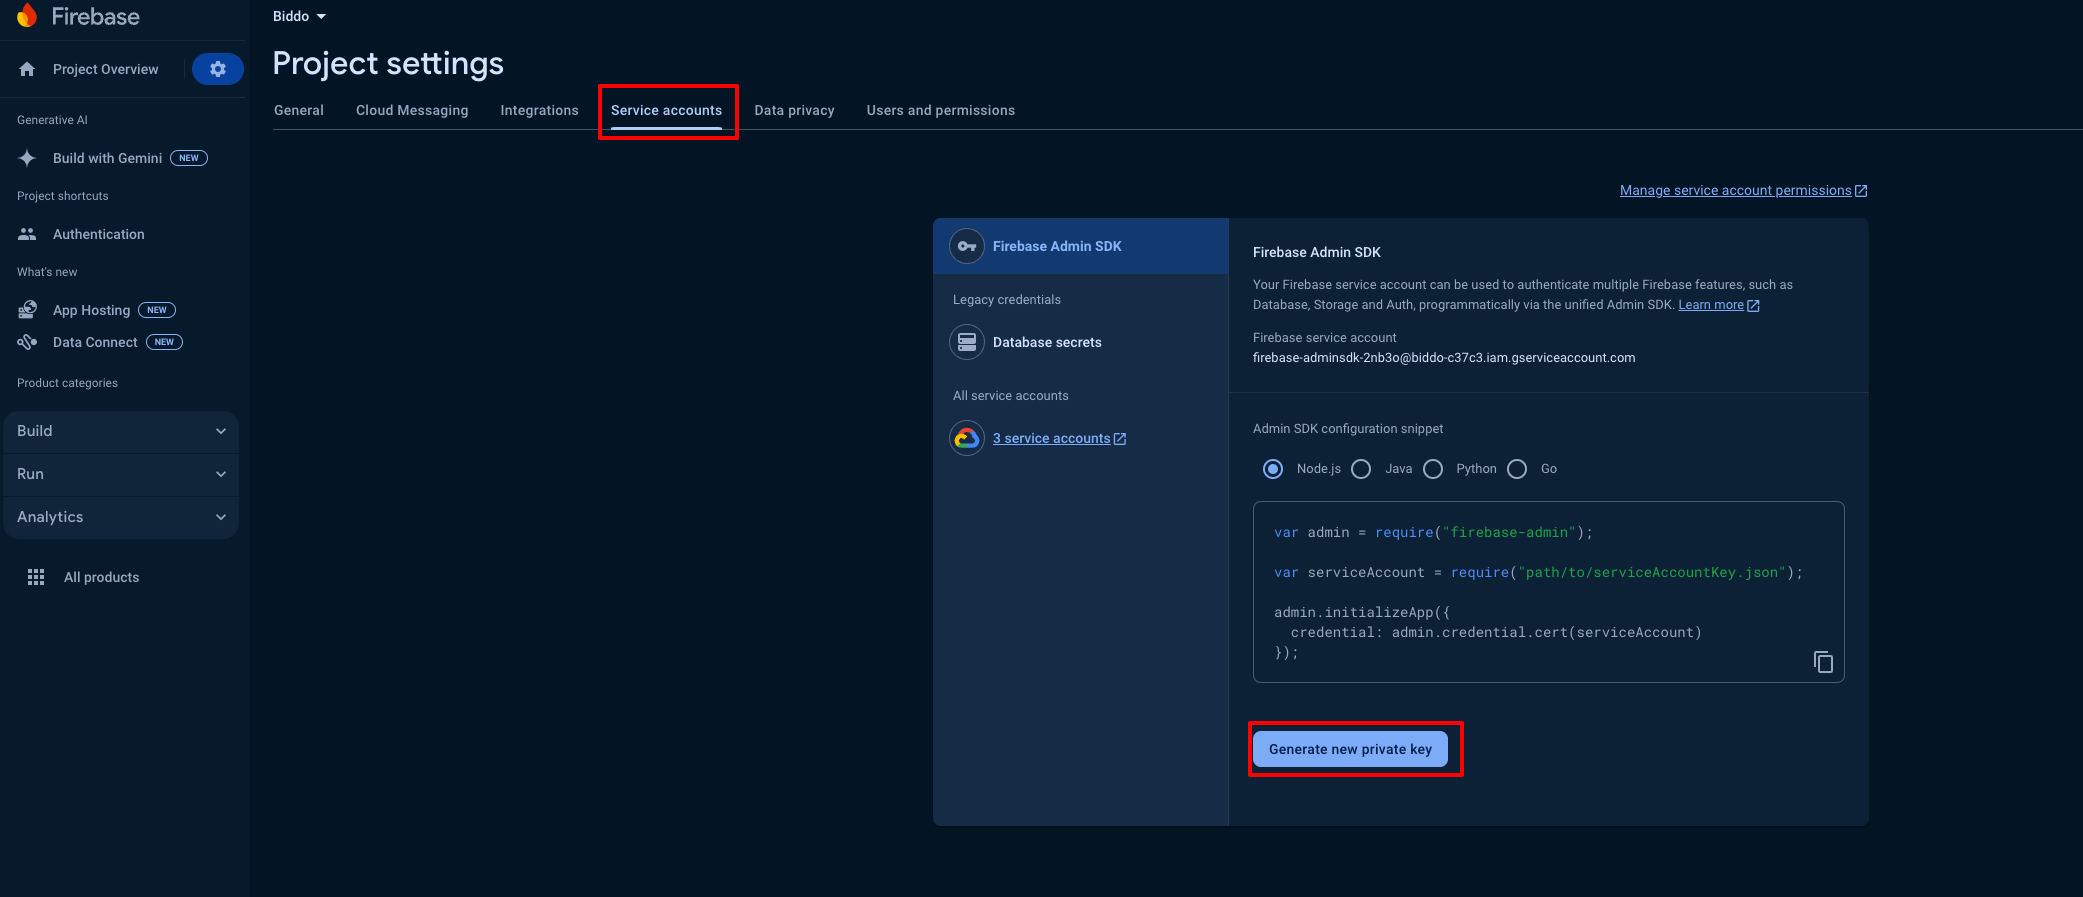 Firebase
Project Overview
Generative AI
Build with Gemini NEW
Project shortcuts
Authentication
What's new
App Hosting NEW
Data Connect NEW
Product categories
Build
Run
Analytics
All products
Biddo
Project settings
General Cloud Messaging Integrations Service accounts Data privacy Users and permissions
Manage service account permissions
Firebase Admin SDK
Legacy credentials
Database secrets
All service accounts
3 service accounts
Firebase Admin SDK
Your Firebase service account can be used to authenticate multiple Firebase features, such as
Database, Storage and Auth, programmatically via the unified Admin SDK. Learn more
Firebase service account
firebase-adminsdk-2nb3o@biddo-c37c3.iam.gserviceaccount.com
Admin SDK configuration snippet
Node.js Java Python Go
var admin = require("firebase-admin");
var serviceAccount = require("path/to/serviceAccountKey.json");
admin.initializeApp({
  credential: admin.credential.cert(serviceAccount)
});
Generate new private key